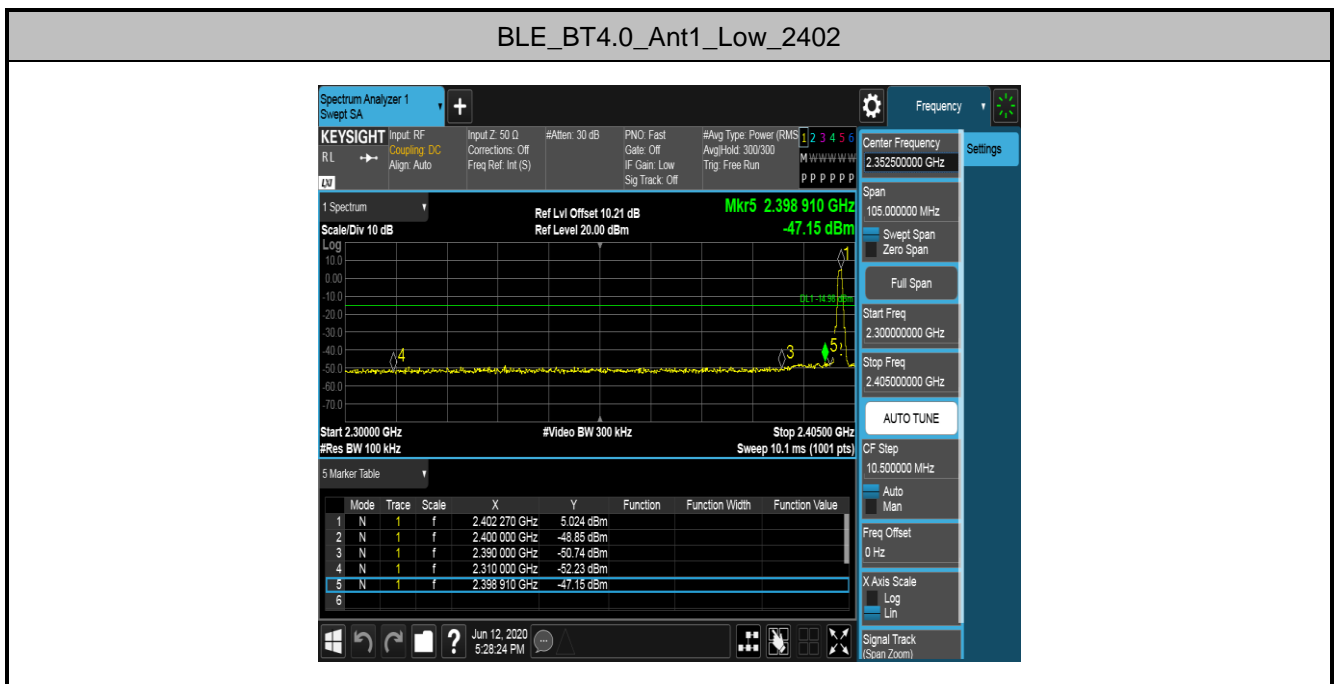 BLE_BT4.0_Ant1_Low_2402
Spectrum Analyzer 1
Swept SA
+
Frequency
KEYSIGHT Input: RF Input Z: 50 Ω #Atten: 30 dB PNO: Fast #Avg Type: Power (RMS 1 2 3 4 5 6
RL Coupling: DC Corrections: Off Gate: Off Avg|Hold: 300/300 M W W W W W
Align: Auto Freq Ref: Int (S) IF Gain: Low Trig: Free Run
LXI Sig Track: Off P P P P P P
1 Spectrum Ref Lvl Offset 10.21 dB Mkr5 2.398 910 GHz
Scale/Div 10 dB Ref Level 20.00 dBm -47.15 dBm
Log
10.0
0.00
-10.0
-20.0
-30.0
-40.0
-50.0
-60.0
-70.0
1
DL1 -14.98 dBm
4
3
5
Start 2.30000 GHz #Video BW 300 kHz Stop 2.40500 GHz
#Res BW 100 kHz Sweep 10.1 ms (1001 pts)
5 Marker Table
Mode Trace Scale X Y Function Function Width Function Value
1 N 1 f 2.402 270 GHz 5.024 dBm
2 N 1 f 2.400 000 GHz -48.85 dBm
3 N 1 f 2.390 000 GHz -50.74 dBm
4 N 1 f 2.310 000 GHz -52.23 dBm
5 N 1 f 2.398 910 GHz -47.15 dBm
6
? Jun 12, 2020
5:28:24 PM
Center Frequency
2.352500000 GHz
Settings
Span
105.000000 MHz
Swept Span
Zero Span
Full Span
Start Freq
2.300000000 GHz
Stop Freq
2.405000000 GHz
AUTO TUNE
CF Step
10.500000 MHz
Auto
Man
Freq Offset
0 Hz
X Axis Scale
Log
Lin
Signal Track
(Span Zoom)